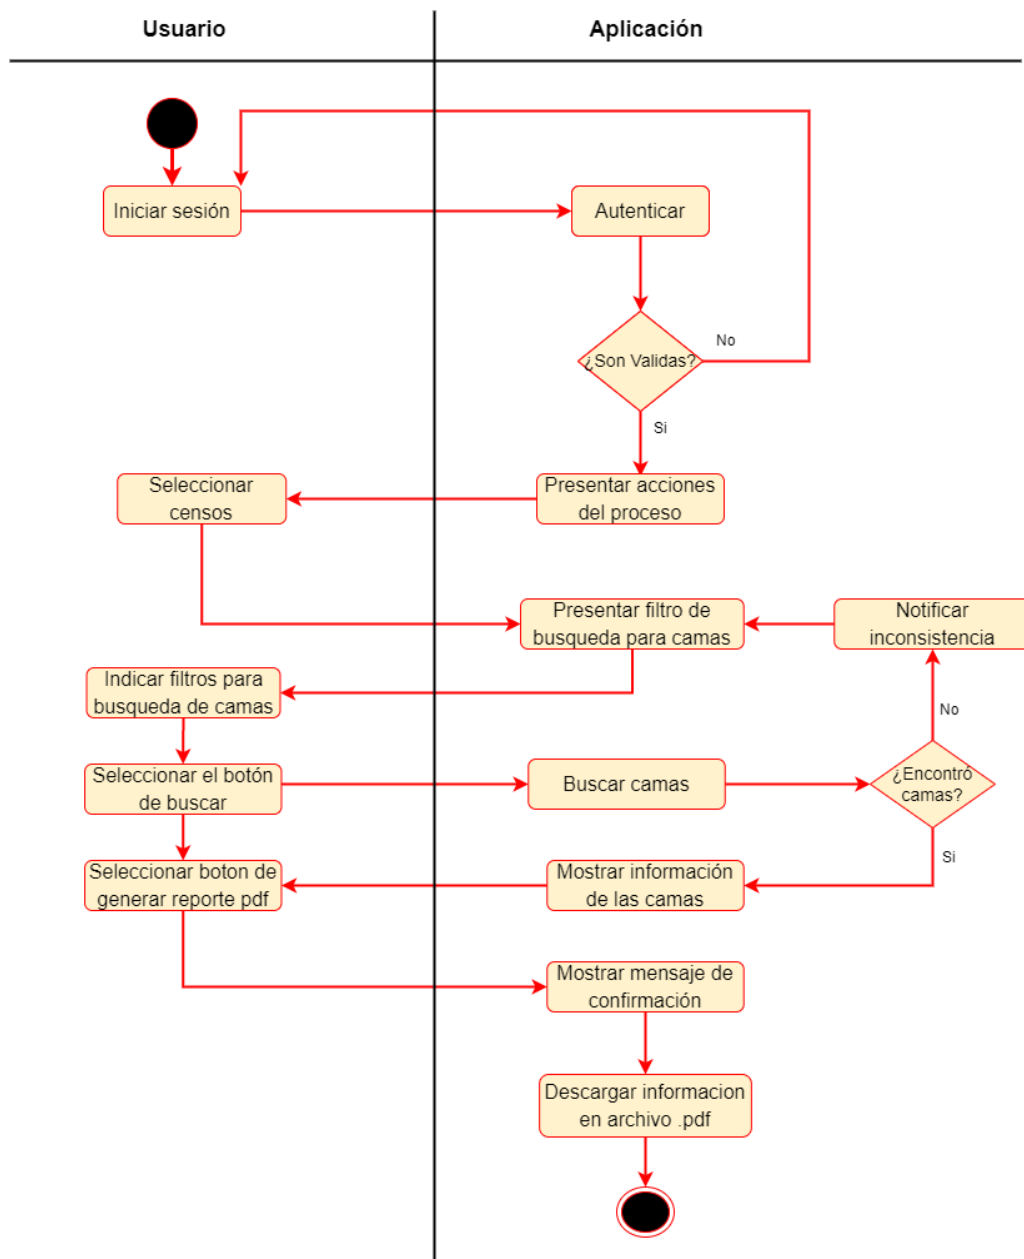 Usuario
Aplicación
Iniciar sesión
Autenticar
¿Son Validas?
No
Si
Seleccionar
censos
Presentar acciones
del proceso
Presentar filtro de
busqueda para camas
Notificar
inconsistencia
Indicar filtros para
busqueda de camas
No
Seleccionar el botón
de buscar
Buscar camas
¿Encontró
camas?
Si
Seleccionar boton de
generar reporte pdf
Mostrar información
de las camas
Mostrar mensaje de
confirmación
Descargar informacion
en archivo .pdf